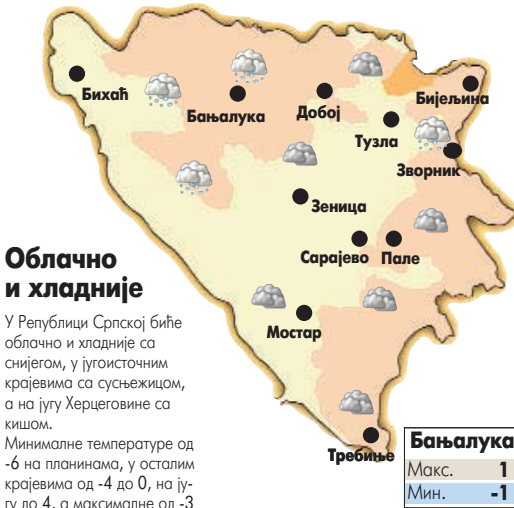 Бихаћ
Бањалука
Добој
Бијељина
Тузла
Зворник
Зеница
Сарајево
Пале
Мостар
Требиње
Облачно
и хладније
У Републици Српској биће
облачно и хладније са
снијегом, у југоисточним
крајевима са сусњежицом,
а на југу Херцеговине са
кишом.
Минималне температуре од
-6 на планинама, у осталим
крајевима од -4 до 0, на ју-
гу до 4, а максималне од -3
Бањалука
Макс. 1
Мин. -1